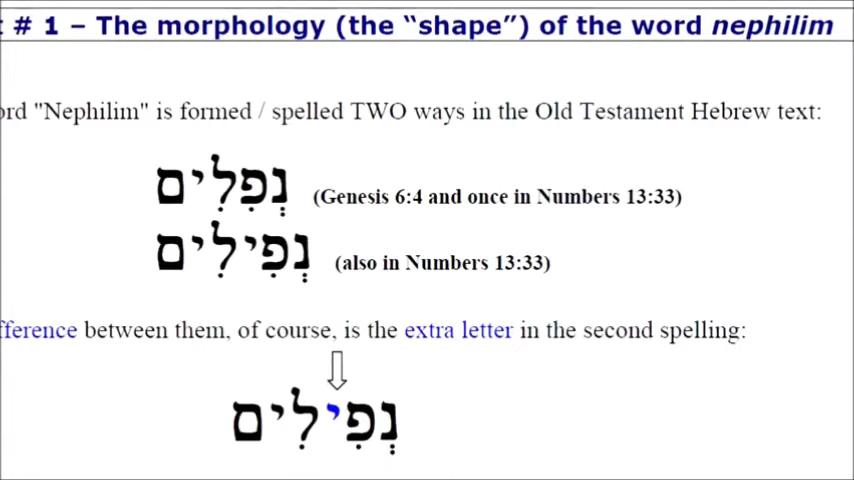 # 1 – The morphology (the “shape”) of the word nephilim
"Nephilim" is formed / spelled TWO ways in the Old Testament Hebrew text:
נְפִלִים (Genesis 6:4 and once in Numbers 13:33)
נְפִילִים (also in Numbers 13:33)
between them, of course, is the extra letter in the second spelling:
נְפִילִים